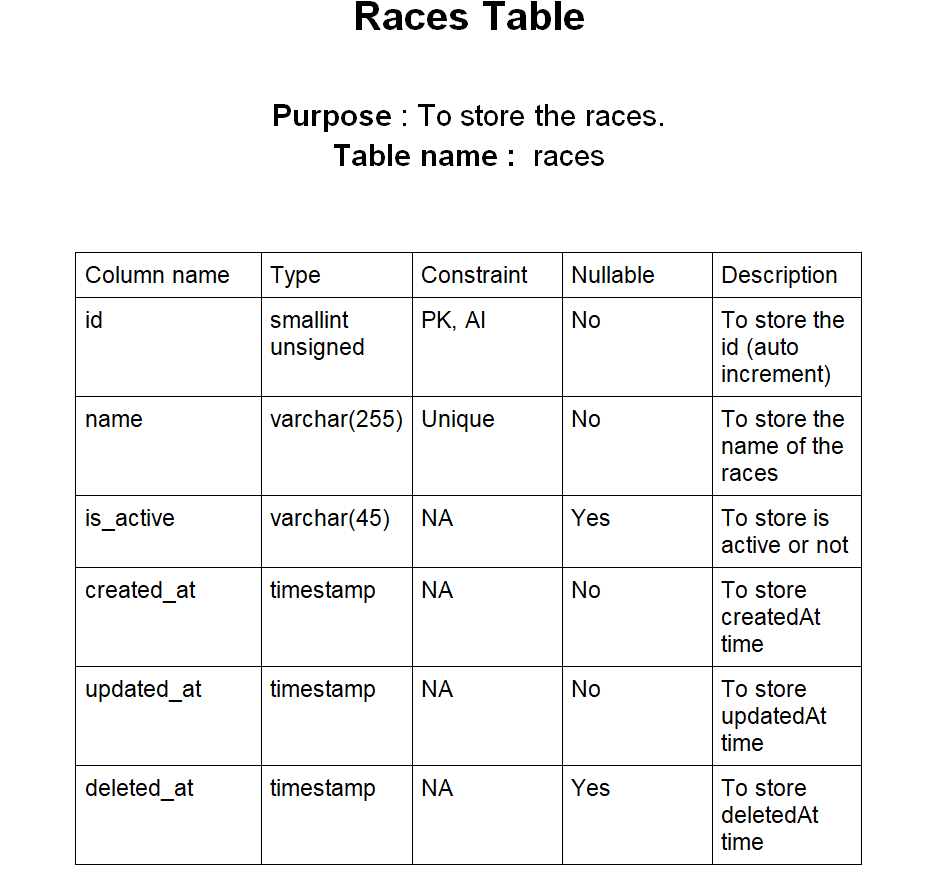 Races Table
Purpose : To store the races.
Table name :  races
Column name Type Constraint Nullable Description
id smallint unsigned PK, AI No To store the id (auto increment)
name varchar(255) Unique No To store the name of the races
is_active varchar(45) NA Yes To store is active or not
created_at timestamp NA No To store createdAt time
updated_at timestamp NA No To store updatedAt time
deleted_at timestamp NA Yes To store deletedAt time